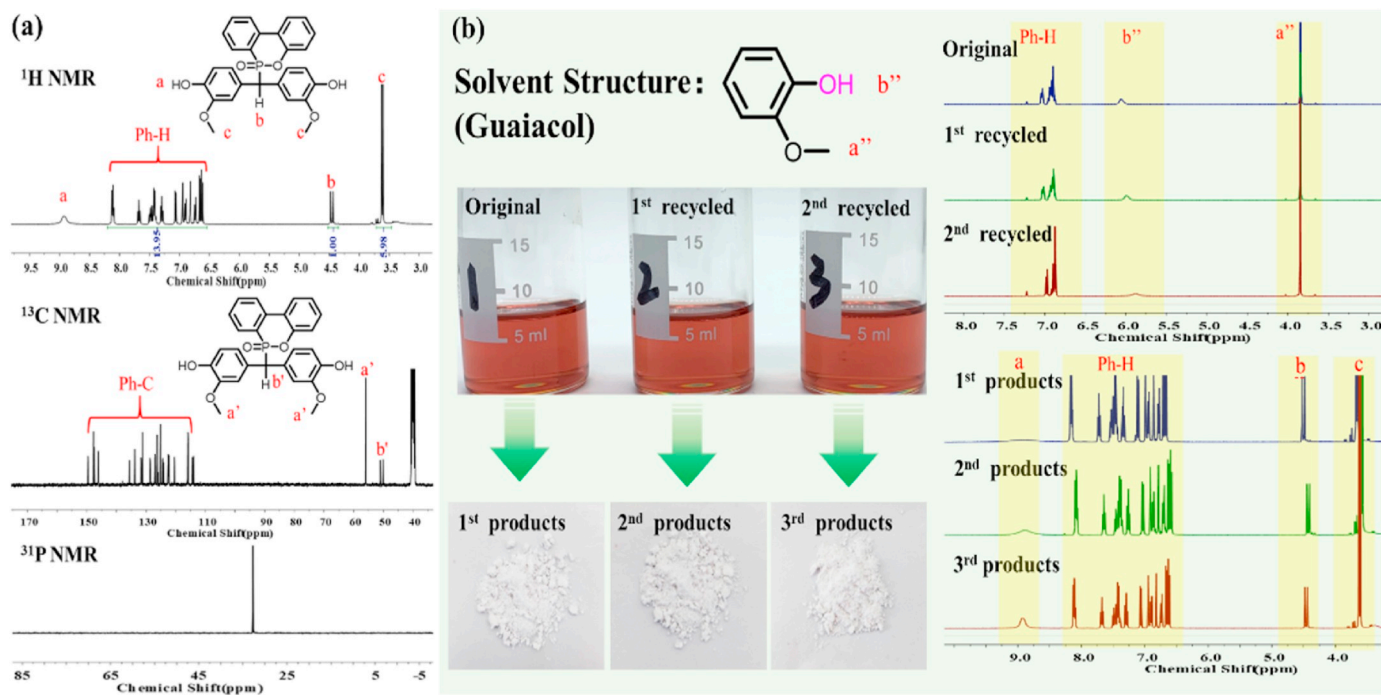 (a)
¹H NMR
O=P-O
HO
OH
a
H
b
O
O
c
c
c
Ph-H
a
b
13.95
1.00
5.98
9.5 9.0 8.5 8.0 7.5 7.0 6.5 6.0 5.5 5.0 4.5 4.0 3.5 3.0
Chemical Shift(ppm)
¹³C NMR
O=P-O
HO
OH
H b'
O
O
a'
a'
a'
Ph-C
b'
170 150 130 110 90 80 60 40
Chemical Shift(ppm)
³¹P NMR
85 65 45 25 5 -5
Chemical Shift(ppm)
(b)
Solvent Structure:
(Guaiacol)
OH
b''
O
a''
Original
1st recycled
2nd recycled
15
10
5 ml
1
15
10
5 ml
2
15
10
5 ml
3
1st products
2nd products
3rd products
Ph-H
b''
a''
Original
1st recycled
2nd recycled
8.0 7.0 6.0 5.0 4.5 4.0 3.5 3.0
Chemical Shift(ppm)
a
Ph-H
b
c
1st products
2nd products
3rd products
9.0 8.0 7.0 6.0 5.0 4.0
Chemical Shift(ppm)